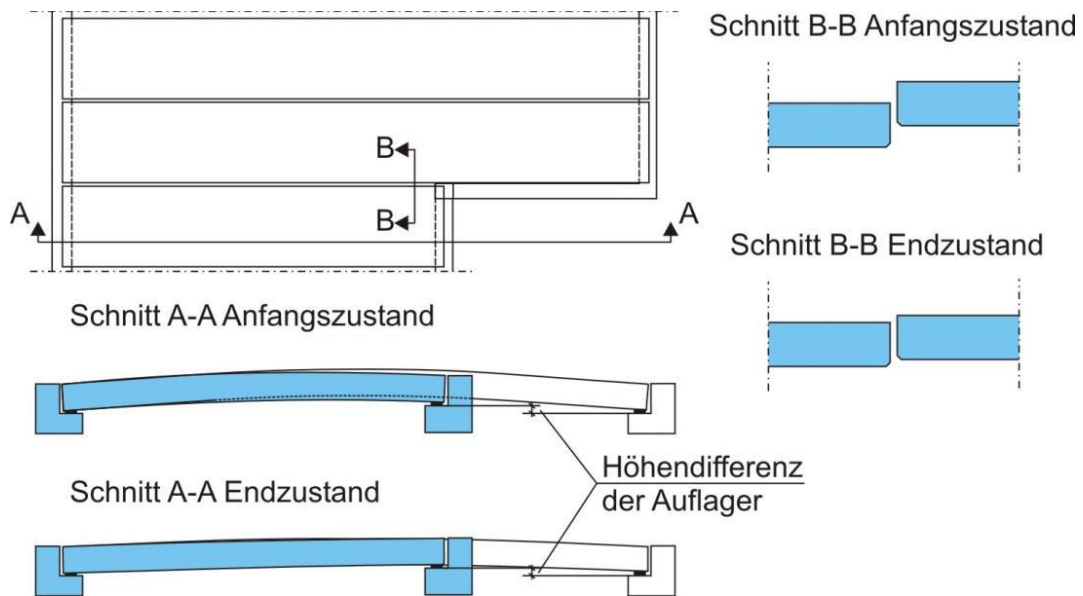 Schnitt B-B Anfangszustand
B
B
A
A
Schnitt B-B Endzustand
Schnitt A-A Anfangszustand
Höhendifferenz
der Auflager
Schnitt A-A Endzustand